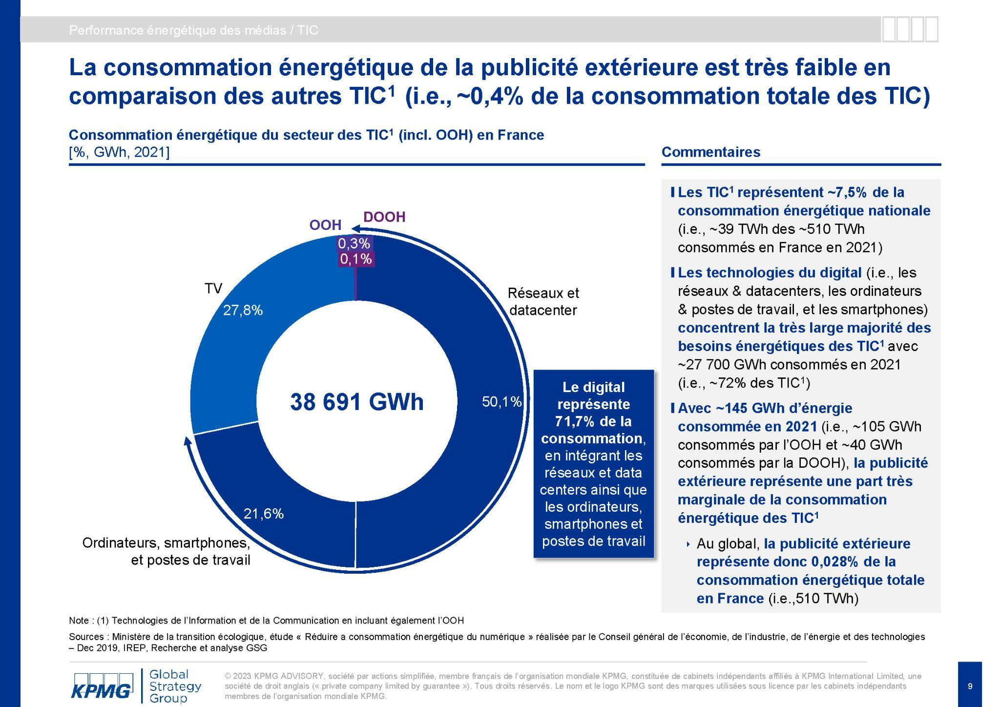 Performance énergétique des médias / TIC
La consommation énergétique de la publicité extérieure est très faible en
comparaison des autres TIC¹ (i.e., ~0,4% de la consommation totale des TIC)
Consommation énergétique du secteur des TIC¹ (incl. OOH) en France
[%, GWh, 2021]
OOH
DOOH
0,3%
0,1%
TV
27,8%
Réseaux et
datacenter
38 691 GWh
50,1%
21,6%
Ordinateurs, smartphones,
et postes de travail
Le digital
représente
71,7% de la
consommation,
en intégrant les
réseaux et data
centers ainsi que
les ordinateurs,
smartphones et
postes de travail
Commentaires
Les TIC¹ représentent ~7,5% de la
consommation énergétique nationale
(i.e., ~39 TWh des ~510 TWh
consommés en France en 2021)
Les technologies du digital (i.e., les
réseaux & datacenters, les ordinateurs
& postes de travail, et les smartphones)
concentrent la très large majorité des
besoins énergétiques des TIC¹ avec
~27 700 GWh consommés en 2021
(i.e., ~72% des TIC¹)
Avec ~145 GWh d’énergie
consommée en 2021 (i.e., ~105 GWh
consommés par l’OOH et ~40 GWh
consommés par la DOOH), la publicité
extérieure représente une part très
marginale de la consommation
énergétique des TIC¹
Au global, la publicité extérieure
représente donc 0,028% de la
consommation énergétique totale
en France (i.e.,510 TWh)
Note : (1) Technologies de l’Information et de la Communication en incluant également l’OOH
Sources : Ministère de la transition écologique, étude « Réduire a consommation énergétique du numérique » réalisée par le Conseil général de l’économie, de l’industrie, de l’énergie et des technologies
– Dec 2019, IREP, Recherche et analyse GSG
KPMG
Global
Strategy
Group
© 2023 KPMG ADVISORY, société par actions simplifiée, membre français de l’organisation mondiale KPMG, constituée de cabinets indépendants affiliés à KPMG International Limited, une
société de droit anglais (« private company limited by guarantee »). Tous droits réservés. Le nom et le logo KPMG sont des marques utilisées sous licence par les cabinets indépendants
membres de l’organisation mondiale KPMG.
9